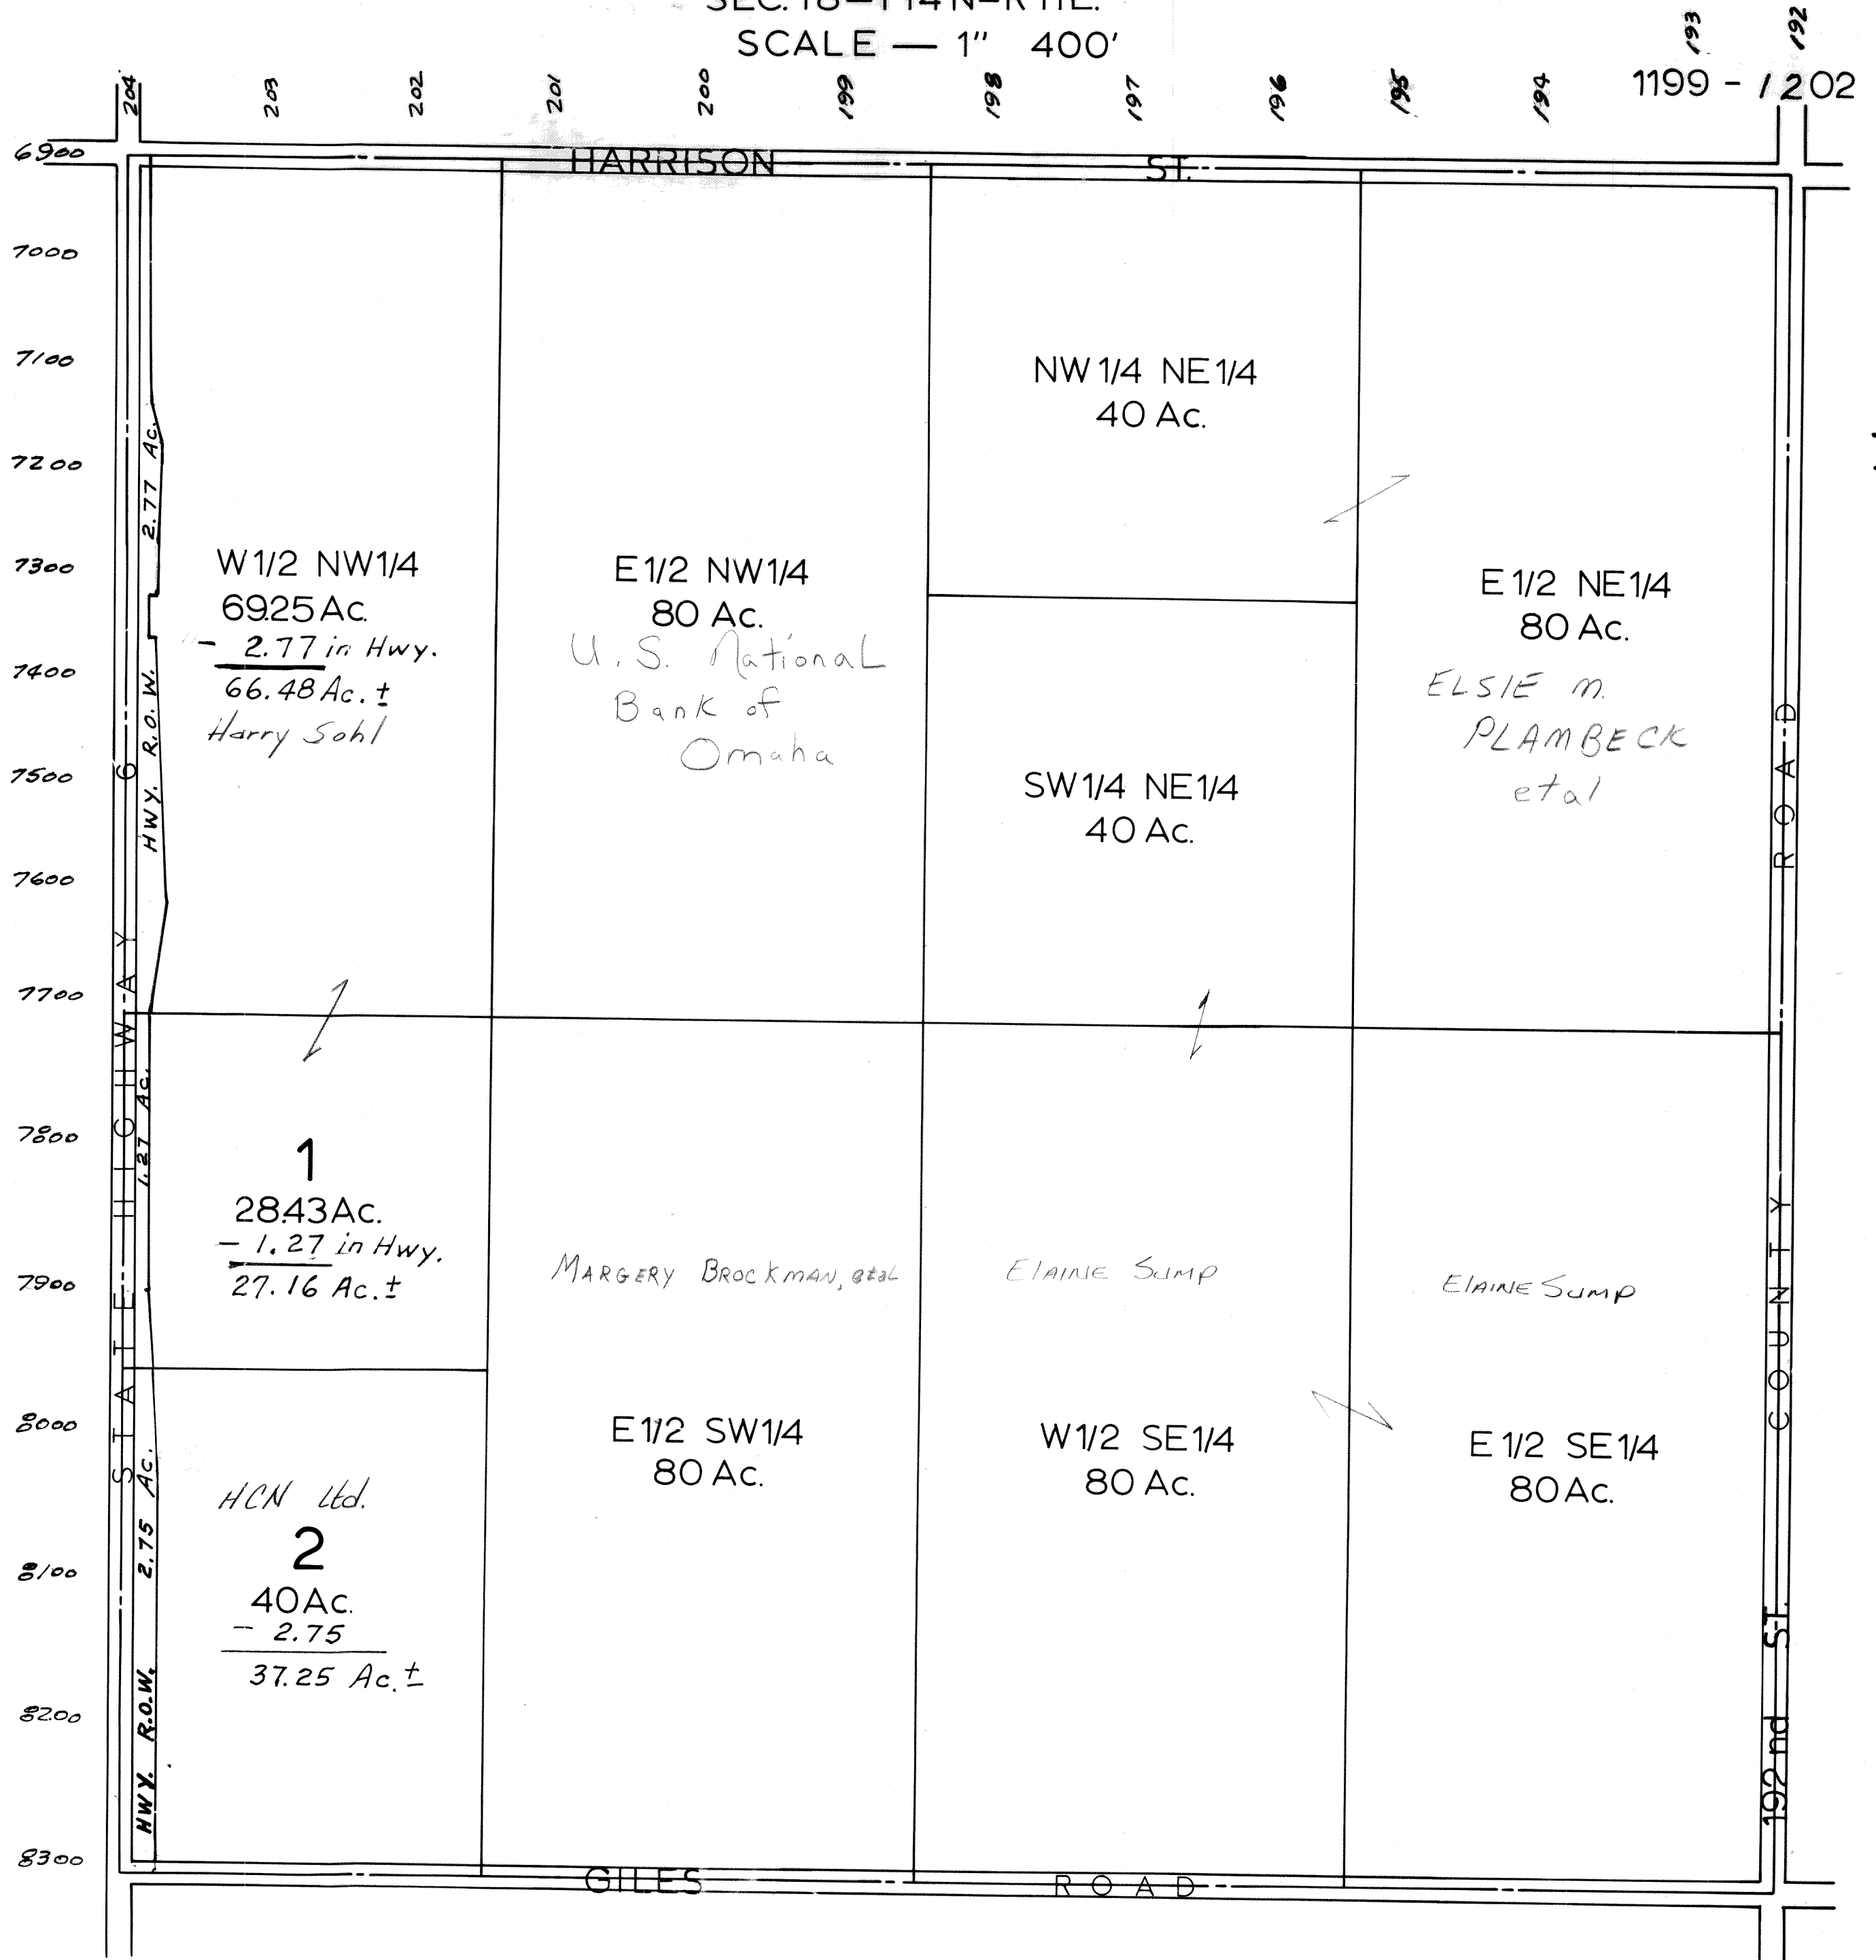 SEC. 18-T14N-R11E.
SCALE — 1" 400'
1199 - 1202
204
203
202
201
200
199
198
197
196
195
194
193
192
6900
7000
7100
7200
7300
7400
7500
7600
7700
7800
7900
8000
8100
8200
8300
HARRISON ST.
STATE HIGHWAY 6
HWY. R.O.W. 2.77 Ac.
1.27 Ac.
HWY. R.O.W. 2.75 Ac.
W1/2 NW1/4
69.25 Ac.
- 2.77 in Hwy.
66.48 Ac. ±
Harry Sohl
E1/2 NW1/4
80 Ac.
U.S. National
Bank of
Omaha
NW1/4 NE1/4
40 Ac.
SW1/4 NE1/4
40 Ac.
E1/2 NE1/4
80 Ac.
ELSIE M.
PLAMBECK
etal
1
28.43 Ac.
- 1.27 in Hwy.
27.16 Ac. ±
HCN Ltd.
2
40 Ac.
- 2.75
37.25 Ac. ±
MARGERY BROCKMAN, etal
E1/2 SW1/4
80 Ac.
ELAINE SUMP
W1/2 SE1/4
80 Ac.
ELAINE SUMP
E1/2 SE1/4
80 Ac.
192nd ST. COUNTY ROAD
GILES ROAD